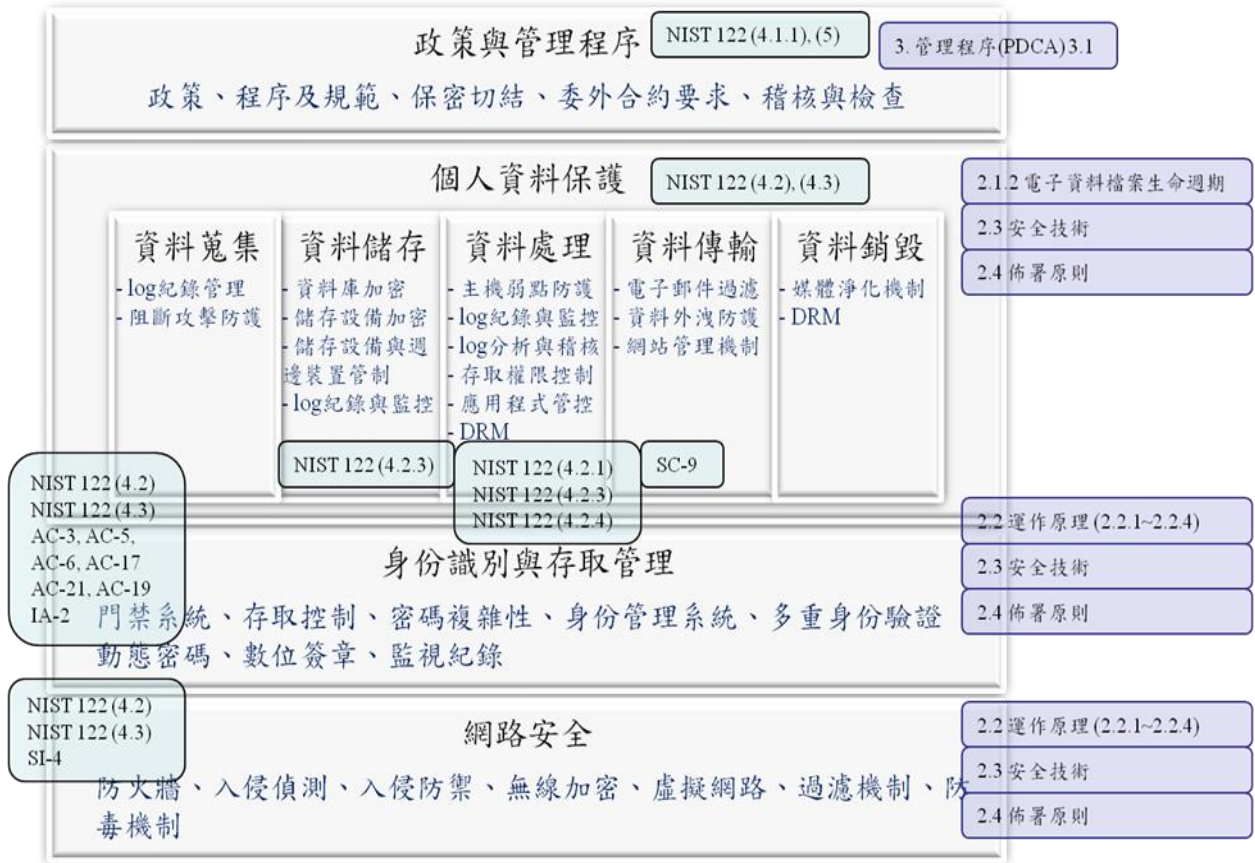 政策與管理程序
NIST 122 (4.1.1), (5)
3. 管理程序(PDCA)3.1
政策、程序及規範、保密切結、委外合約要求、稽核與檢查
個人資料保護
NIST 122 (4.2), (4.3)
2.1.2 電子資料檔案生命週期
2.3 安全技術
2.4 佈署原則
資料蒐集
- log紀錄管理
- 阻斷攻擊防護
資料儲存
- 資料庫加密
- 儲存設備加密
- 儲存設備與週
邊裝置管制
- log紀錄與監控
NIST 122 (4.2.3)
資料處理
- 主機弱點防護
- log紀錄與監控
- log分析與稽核
- 存取權限控制
- 應用程式管控
- DRM
NIST 122 (4.2.1)
NIST 122 (4.2.3)
NIST 122 (4.2.4)
資料傳輸
- 電子郵件過濾
- 資料外洩防護
- 網站管理機制
SC-9
資料銷毀
- 媒體淨化機制
- DRM
NIST 122 (4.2)
NIST 122 (4.3)
AC-3, AC-5,
AC-6, AC-17
AC-21, AC-19
IA-2
身份識別與存取管理
2.2 運作原理 (2.2.1~2.2.4)
2.3 安全技術
2.4 佈署原則
門禁系統、存取控制、密碼複雜性、身份管理系統、多重身份驗證
動態密碼、數位簽章、監視紀錄
NIST 122 (4.2)
NIST 122 (4.3)
SI-4
網路安全
2.2 運作原理 (2.2.1~2.2.4)
2.3 安全技術
2.4 佈署原則
防火牆、入侵偵測、入侵防禦、無線加密、虛擬網路、過濾機制、防
毒機制